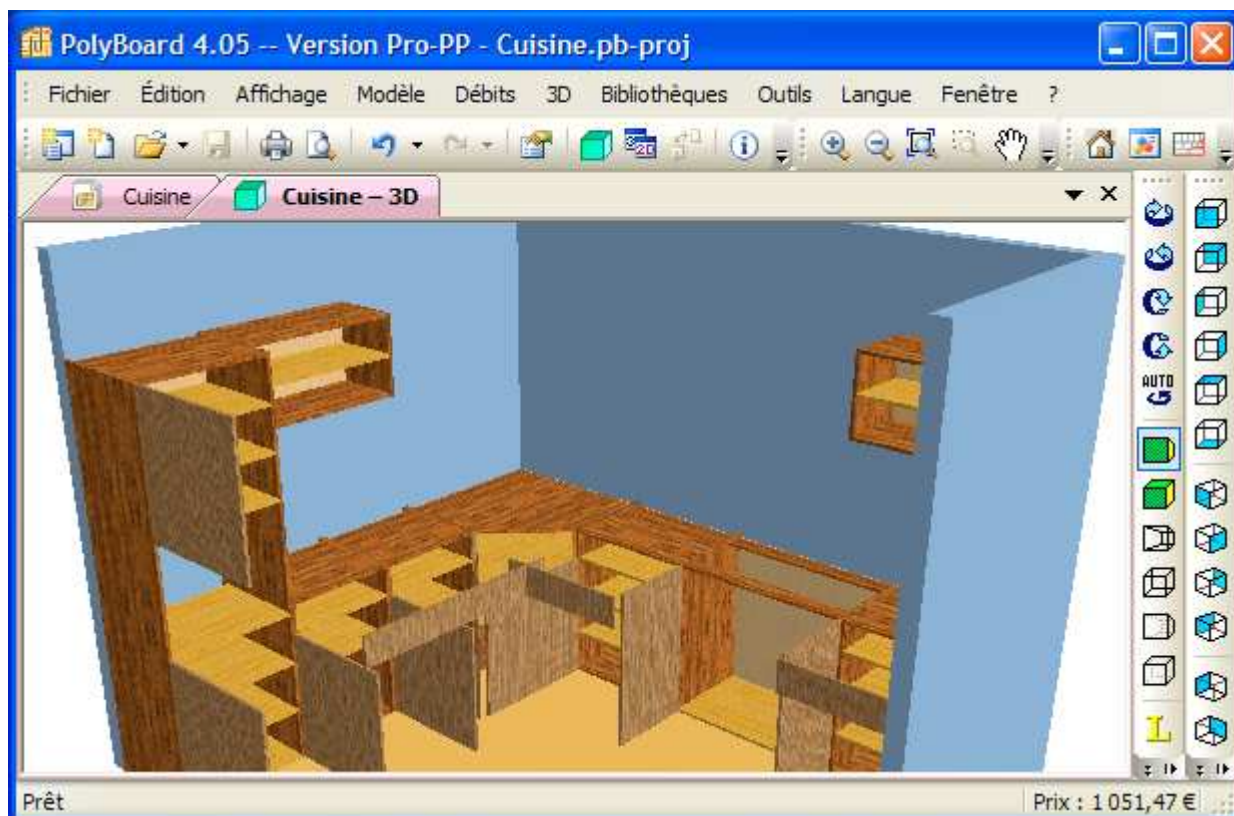 PolyBoard 4.05 -- Version Pro-PP - Cuisine.pb-proj
Fichier Édition Affichage Modèle Débits 3D Bibliothèques Outils Langue Fenêtre ?
Cuisine Cuisine – 3D
AUTO
L
Prêt Prix : 1 051,47 €